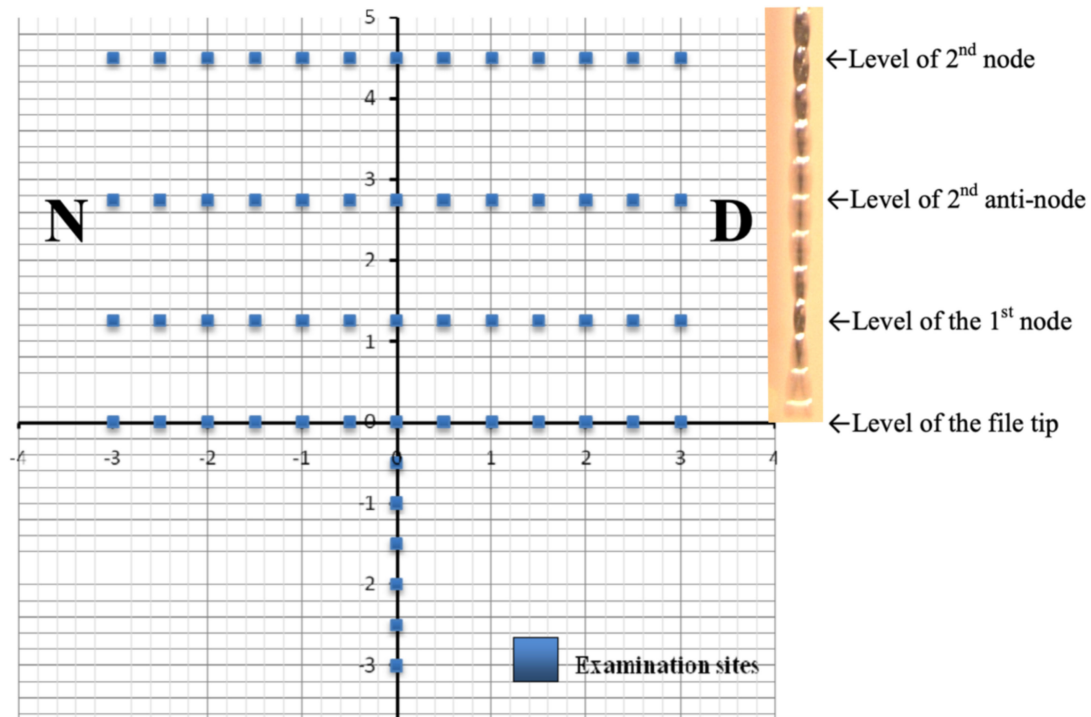 5
←Level of 2nd node
4
3
←Level of 2nd anti-node
N
D
2
←Level of the 1st node
1
0
←Level of the file tip
-4 -3 -2 -1 0 1 2 3 4
-1
-2
-3
Examination sites